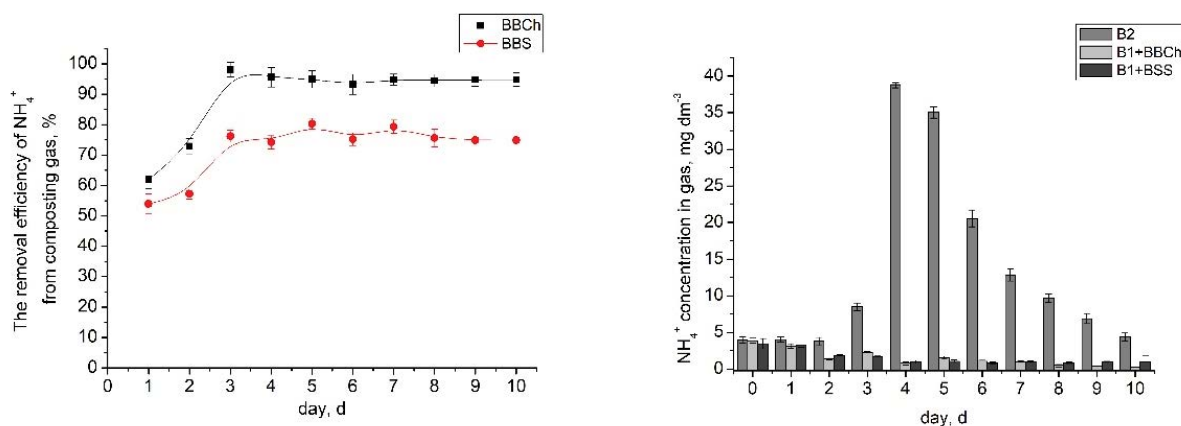 BBCh
BBS
The removal efficiency of NH₄⁺
from composting gas, %
100
90
80
70
60
50
40
30
20
10
0
0 1 2 3 4 5 6 7 8 9 10
day, d
B2
B1+BBCh
B1+BSS
NH₄⁺ concentration in gas, mg dm⁻³
40
35
30
25
20
15
10
5
0
0 1 2 3 4 5 6 7 8 9 10
day, d